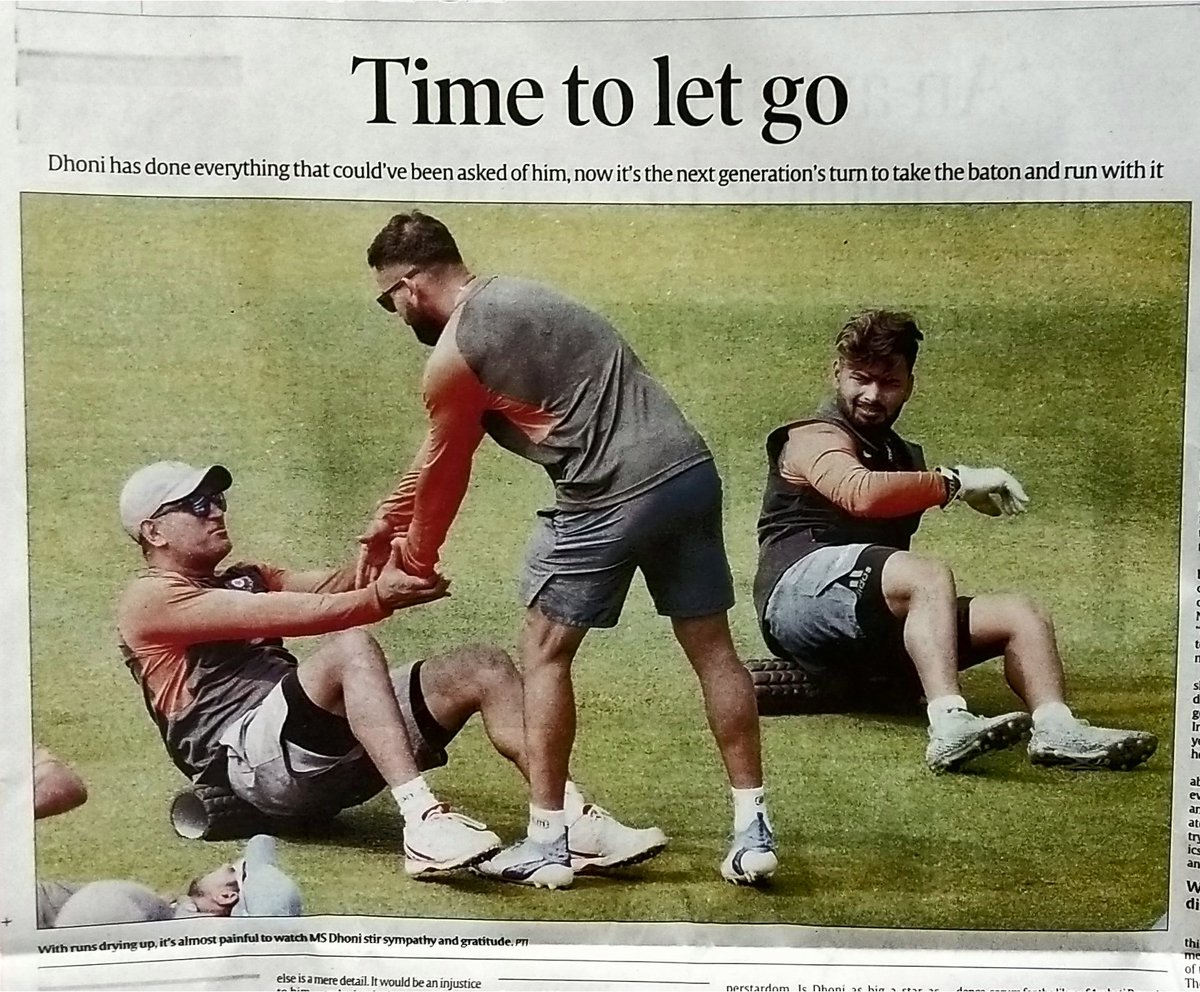 Time to let go
Dhoni has done everything that could've been asked of him, now it's the next generation's turn to take the baton and run with it
adidas
With runs drying up, it's almost painful to watch MS Dhoni stir sympathy and gratitude. PTI
else is a mere detail. It would be an injustice
to him
perstardom. Is Dhoni as big a star as